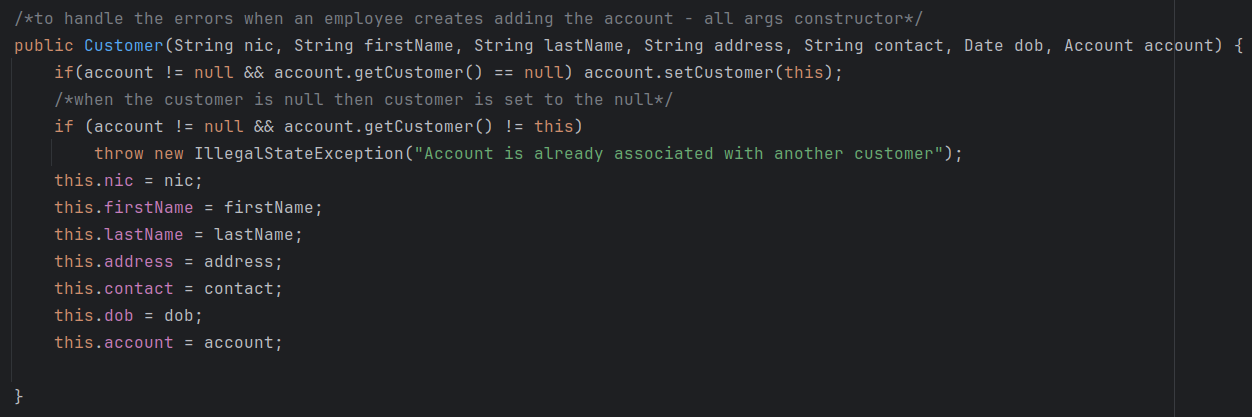 /*to handle the errors when an employee creates adding the account - all args constructor*/
public Customer(String nic, String firstName, String lastName, String address, String contact, Date dob, Account account) {
    if(account != null && account.getCustomer() == null) account.setCustomer(this);
    /*when the customer is null then customer is set to the null*/
    if (account != null && account.getCustomer() != this)
        throw new IllegalStateException("Account is already associated with another customer");
    this.nic = nic;
    this.firstName = firstName;
    this.lastName = lastName;
    this.address = address;
    this.contact = contact;
    this.dob = dob;
    this.account = account;
}